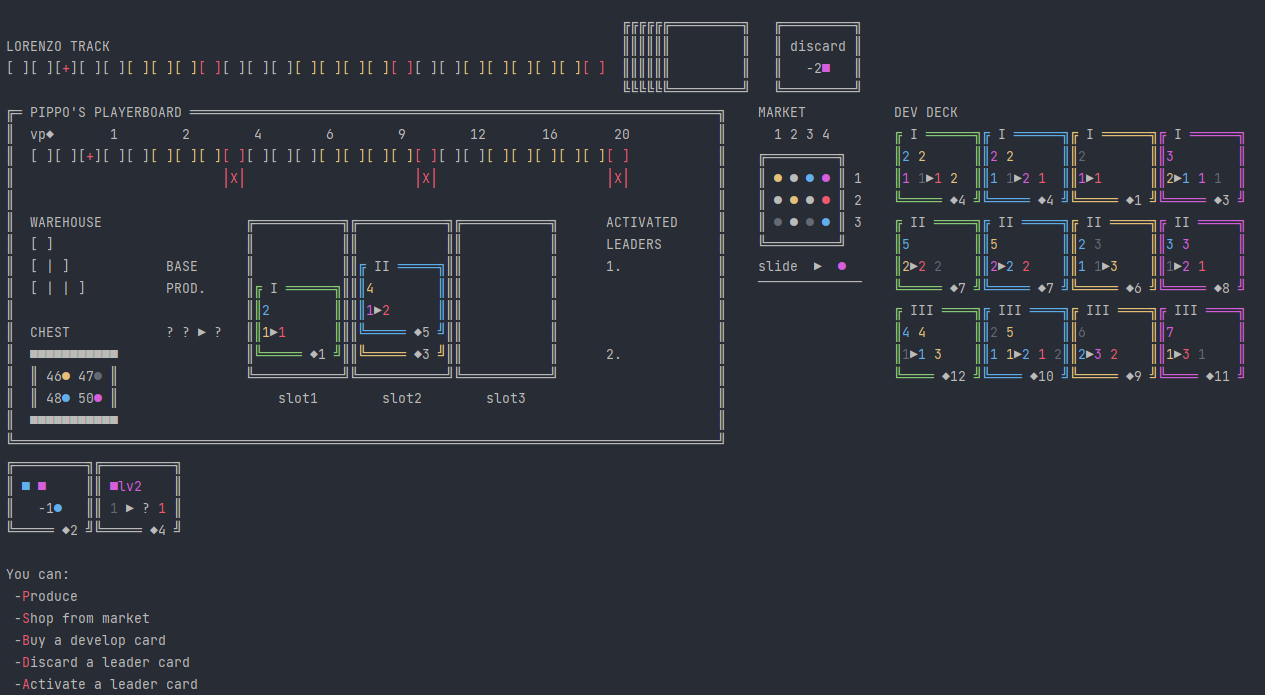 LORENZO TRACK
[ ][ ][+][ ][ ][ ][ ][ ][ ][ ][ ][ ][ ][ ][ ][ ][ ][ ][ ][ ][ ][ ][ ][ ][ ]
discard
-2■
PIPPO'S PLAYERBOARD
vp◆ 1 2 4 6 9 12 16 20
[ ][ ][+][ ][ ][ ][ ][ ][ ][ ][ ][ ][ ][ ][ ][ ][ ][ ][ ][ ][ ][ ][ ][ ][ ]
|X| |X| |X|
WAREHOUSE
[ ]
[ | ]
[ | | ]
BASE
PROD.
? ? ► ?
CHEST
46● 47●
48● 50●
I
2
1►1
◆1
II
4
1►2
◆5
◆3
slot1 slot2 slot3
ACTIVATED
LEADERS
1.
2.
MARKET
1 2 3 4
● ● ● ● 1
● ● ● ● 2
● ● ● ● 3
slide ► ●
DEV DECK
I I I I
2 2 2 2 2 3
1 1►1 2 1 1►2 1 1►1 2►1 1 1
◆4 ◆4 ◆1 ◆3
II II II II
5 5 2 3 3 3
2►2 2 2►2 2 1 1►3 1►2 1
◆7 ◆7 ◆6 ◆8
III III III III
4 4 2 5 6 7
1►1 3 1 1►2 1 2 2►3 2 1►3 1
◆12 ◆10 ◆9 ◆11
■ ■ ■lv2
-1● 1 ► ? 1
◆2 ◆4
You can:
-Produce
-Shop from market
-Buy a develop card
-Discard a leader card
-Activate a leader card